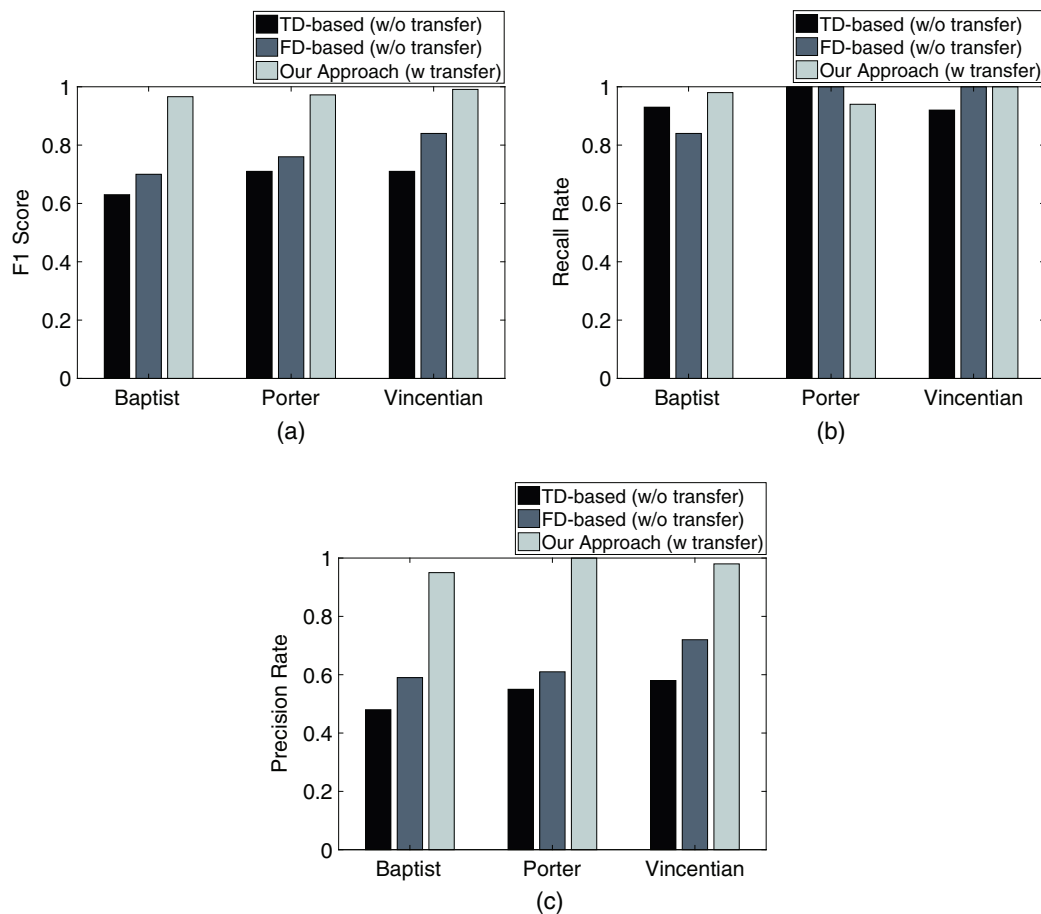 TD-based (w/o transfer)
FD-based (w/o transfer)
Our Approach (w transfer)
1
0.8
0.6
0.4
0.2
0
F1 Score
Baptist Porter Vincentian
(a)
TD-based (w/o transfer)
FD-based (w/o transfer)
Our Approach (w transfer)
1
0.8
0.6
0.4
0.2
0
Recall Rate
Baptist Porter Vincentian
(b)
TD-based (w/o transfer)
FD-based (w/o transfer)
Our Approach (w transfer)
1
0.8
0.6
0.4
0.2
0
Precision Rate
Baptist Porter Vincentian
(c)